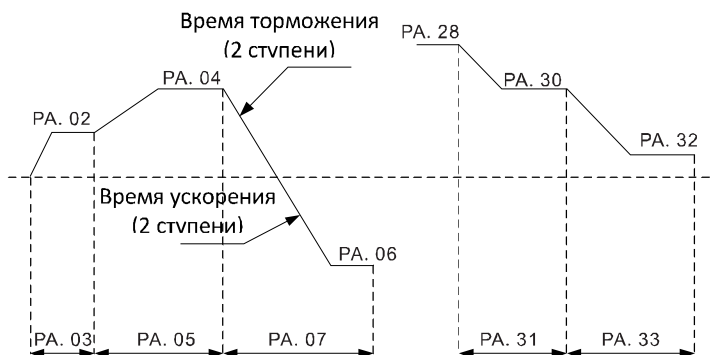 Время торможения
(2 ступени)
PA. 28
PA. 04
PA. 30
PA. 02
PA. 32
Время ускорения
(2 ступени)
PA. 06
PA. 03
PA. 05
PA. 07
PA. 31
PA. 33